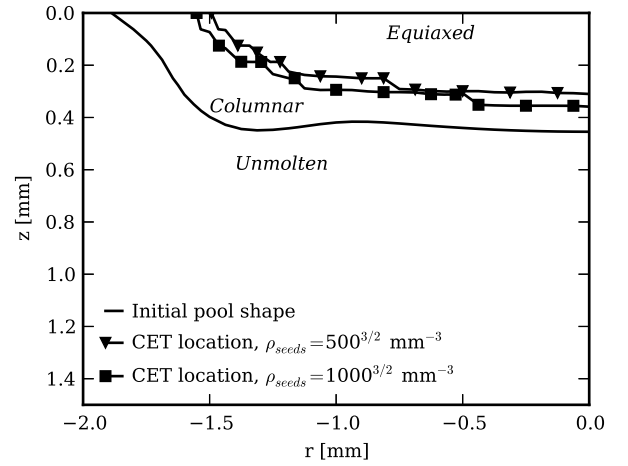 0.0
0.2
0.4
0.6
0.8
1.0
1.2
1.4
z [mm]
Equiaxed
Columnar
Unmolten
Initial pool shape
CET location, ρ_seeds=500^3/2 mm^−3
CET location, ρ_seeds=1000^3/2 mm^−3
−2.0 −1.5 −1.0 −0.5 0.0
r [mm]